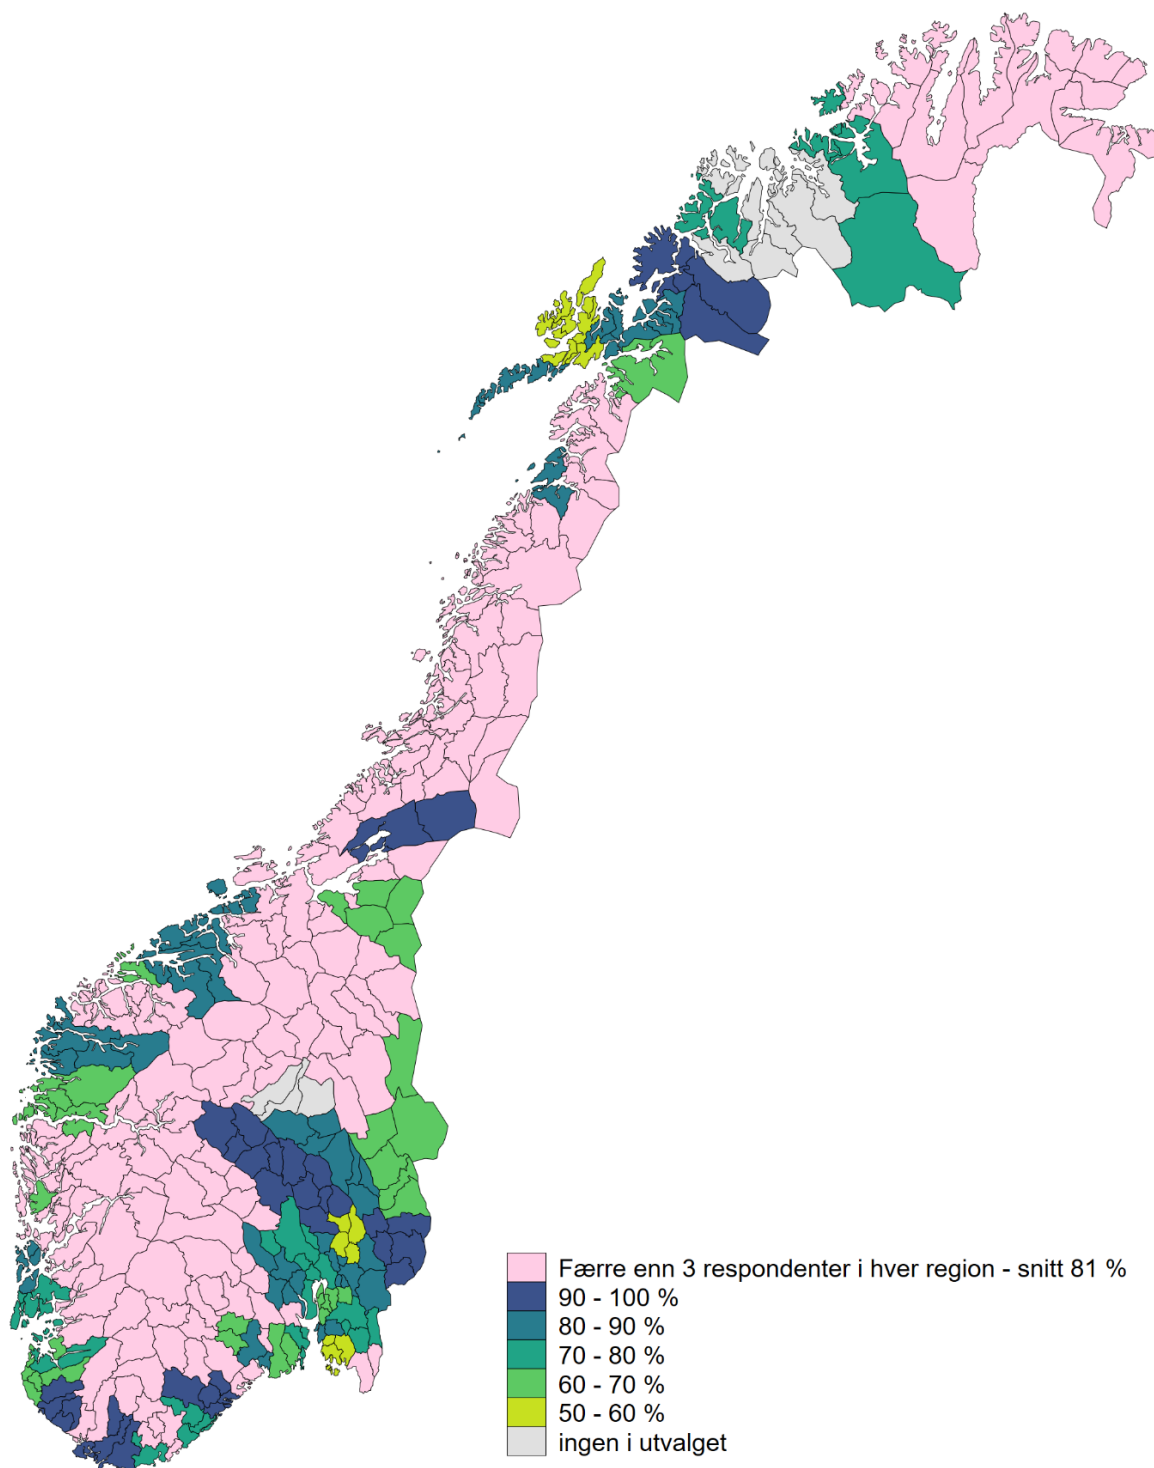 Færre enn 3 respondenter i hver region - snitt 81 %
90 - 100 %
80 - 90 %
70 - 80 %
60 - 70 %
50 - 60 %
ingen i utvalget